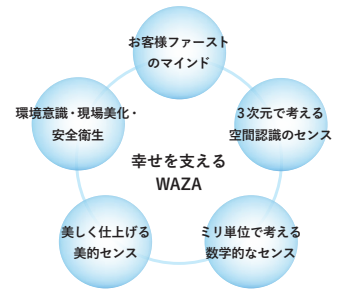 お客様ファースト
のマインド
3次元で考える
空間認識のセンス
ミリ単位で考える
数学的なセンス
美しく仕上げる
美的センス
環境意識・現場美化・
安全衛生
幸せを支える
WAZA